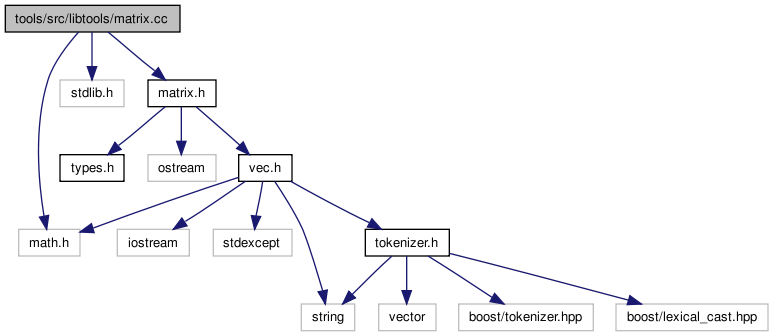 tools/src/libtools/matrix.cc
stdlib.h
matrix.h
types.h
ostream
vec.h
math.h
iostream
stdexcept
tokenizer.h
string
vector
boost/tokenizer.hpp
boost/lexical_cast.hpp